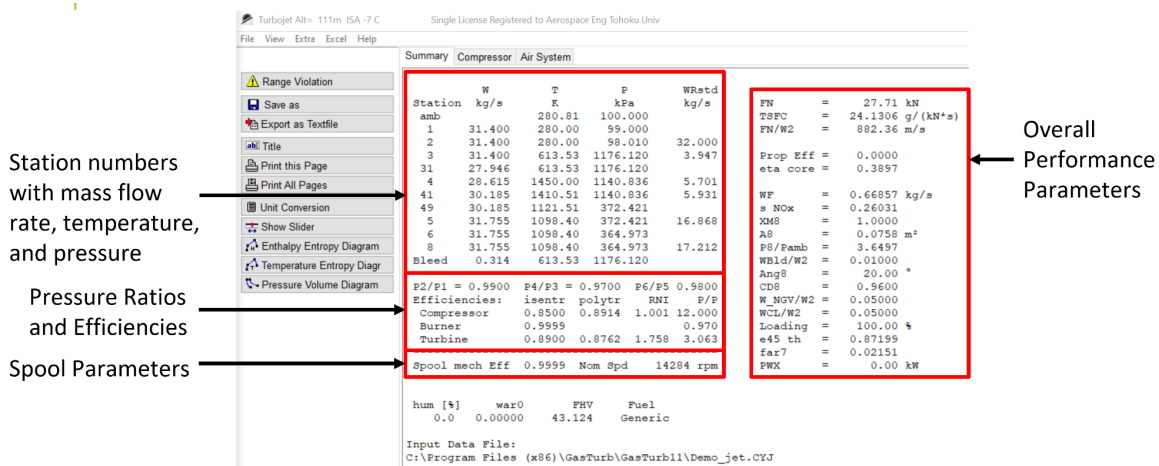 Turbojet Alt= 111m ISA -7 C Single License Registered to Aerospace Eng Tohoku Univ
File View Extra Excel Help
Summary Compressor Air System
Range Violation
Save as
Export as Textfile
Title
Print this Page
Print All Pages
Unit Conversion
Show Slider
Enthalpy Entropy Diagram
Temperature Entropy Diagr
Pressure Volume Diagram
Station numbers
with mass flow
rate, temperature,
and pressure
Pressure Ratios
and Efficiencies
Spool Parameters
W T P WRstd
Station kg/s K kPa kg/s
amb 280.81 100.000
1 31.400 280.00 99.000
2 31.400 280.00 98.010 32.000
3 31.400 613.53 1176.120 3.947
31 27.946 613.53 1176.120
4 28.615 1450.00 1140.836 5.701
41 30.185 1410.51 1140.836 5.931
49 30.185 1121.51 372.421
5 31.755 1098.40 372.421 16.868
6 31.755 1098.40 364.973
8 31.755 1098.40 364.973 17.212
Bleed 0.314 613.53 1176.120
P2/P1 = 0.9900 P4/P3 = 0.9700 P6/P5 0.9800
Efficiencies: isentr polytr RNI P/P
Compressor 0.8500 0.8914 1.001 12.000
Burner 0.9999 0.970
Turbine 0.8900 0.8762 1.758 3.063
Spool mech Eff 0.9999 Nom Spd 14284 rpm
hum [%] war0 FHV Fuel
0.0 0.00000 43.124 Generic
Input Data File:
C:\Program Files (x86)\GasTurb\GasTurb11\Demo_jet.CYJ
FN = 27.71 kN
TSFC = 24.1306 g/(kN*s)
FN/W2 = 882.36 m/s
Prop Eff = 0.0000
eta core = 0.3897
WF = 0.66857 kg/s
s NOx = 0.26031
XM8 = 1.0000
A8 = 0.0758 m²
P8/Pamb = 3.6497
WBld/W2 = 0.01000
Ang8 = 20.00 °
CD8 = 0.9600
W_NGV/W2 = 0.05000
WCL/W2 = 0.05000
Loading = 100.00 %
e45 th = 0.87199
far7 = 0.02151
PWX = 0.00 kW
Overall
Performance
Parameters